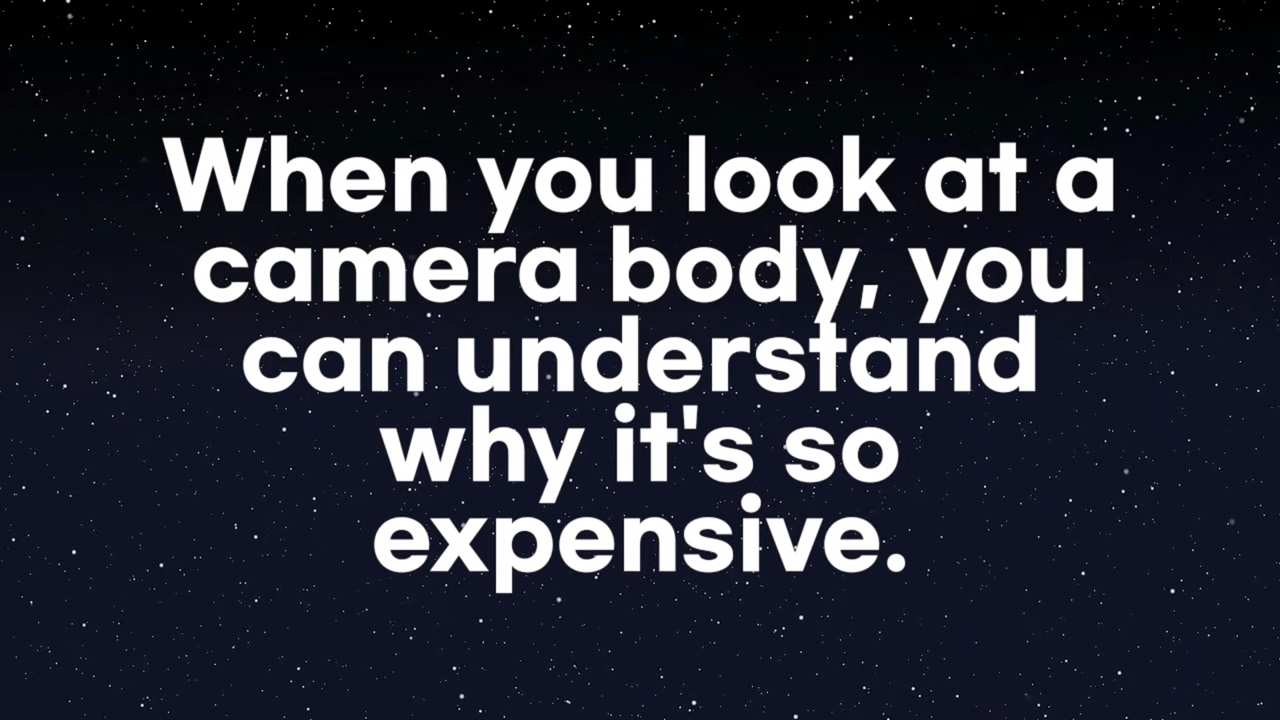 When you look at a
camera body, you
can understand
why it's so
expensive.